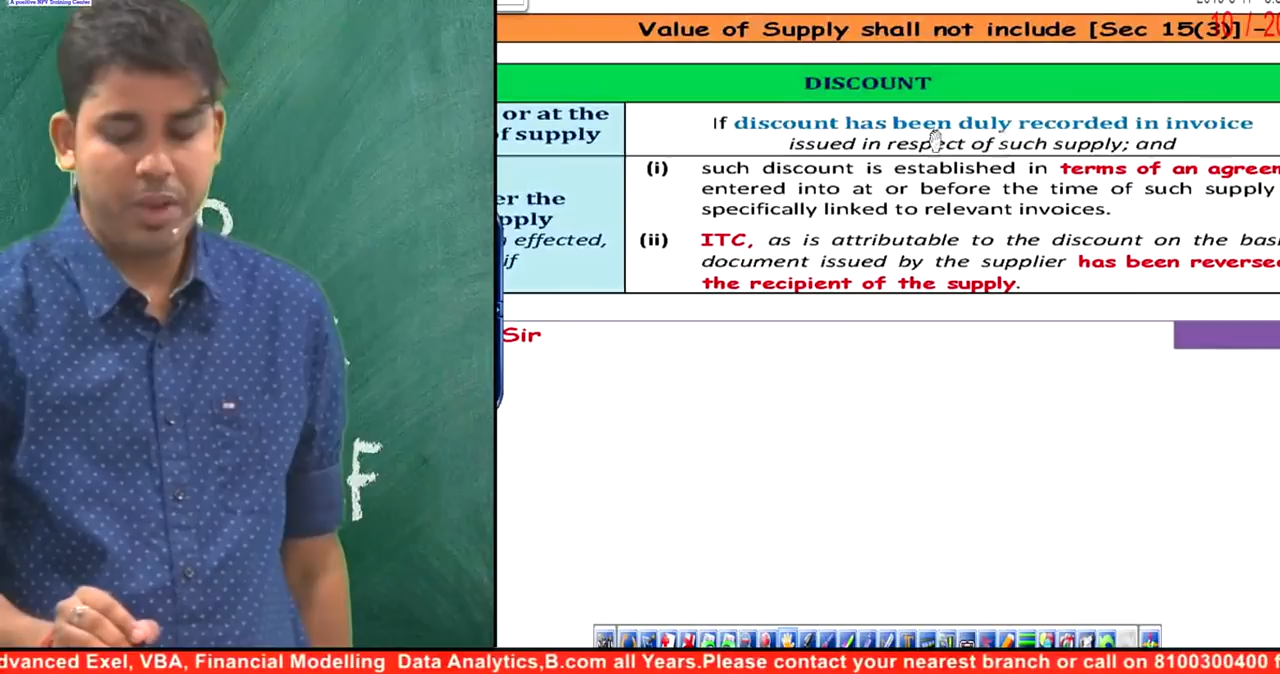 A positive NPV Training Center
Value of Supply shall not include [Sec 15(3)] –
DISCOUNT
or at the
f supply
If discount has been duly recorded in invoice
issued in respect of such supply; and
er the
pply
effected,
if
(i) such discount is established in terms of an agreem
entered into at or before the time of such supply
specifically linked to relevant invoices.
(ii) ITC, as is attributable to the discount on the basi
document issued by the supplier has been reverse
the recipient of the supply.
Sir
F
dvanced Exel, VBA, Financial Modelling Data Analytics,B.com all Years.Please contact your nearest branch or call on 8100300400 f